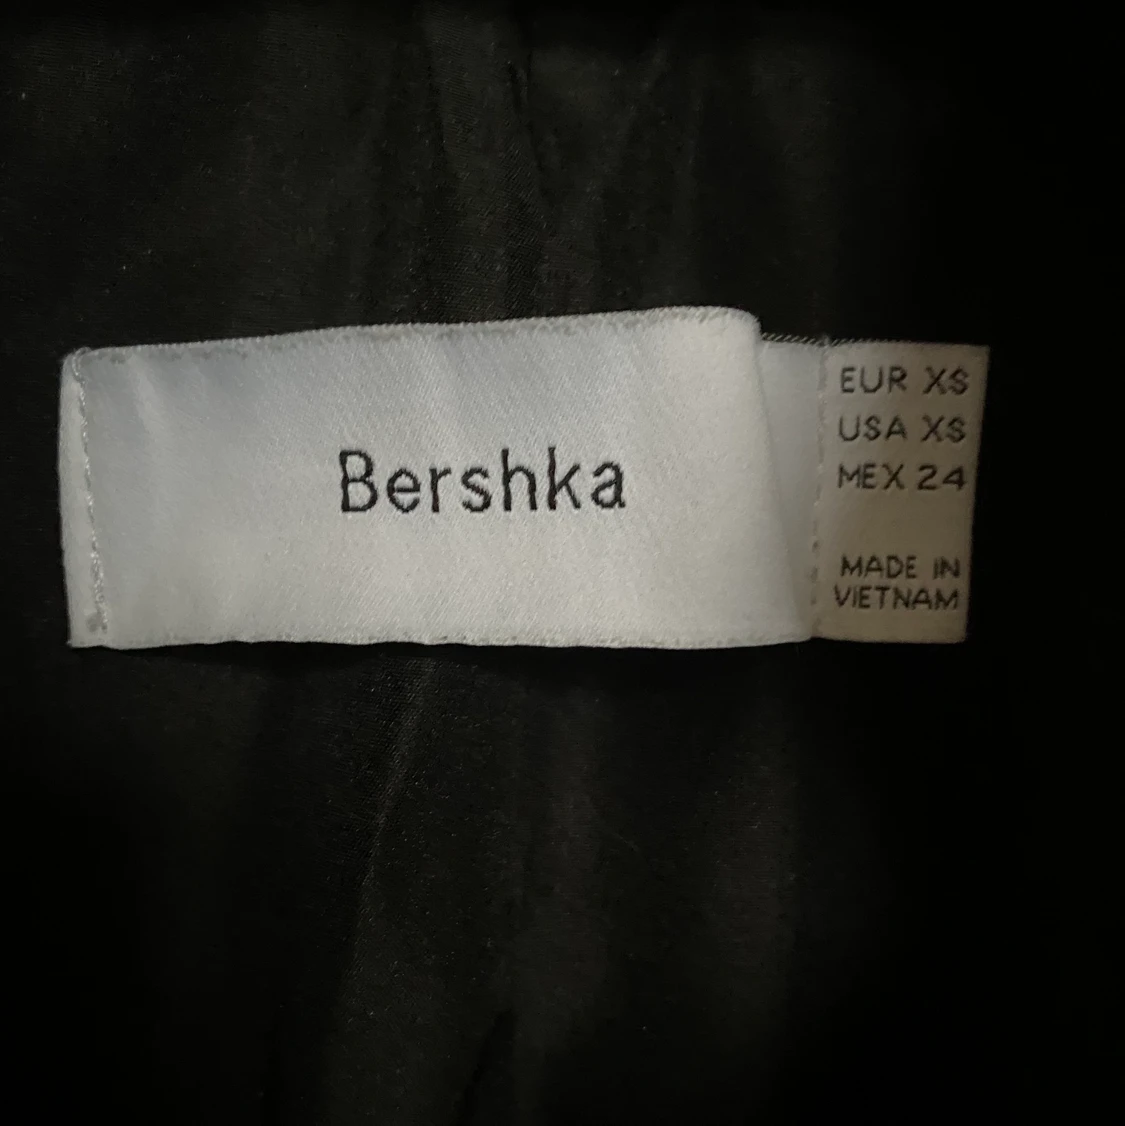 Bershka
EUR XS
USA XS
MEX 24
MADE IN
VIETNAM